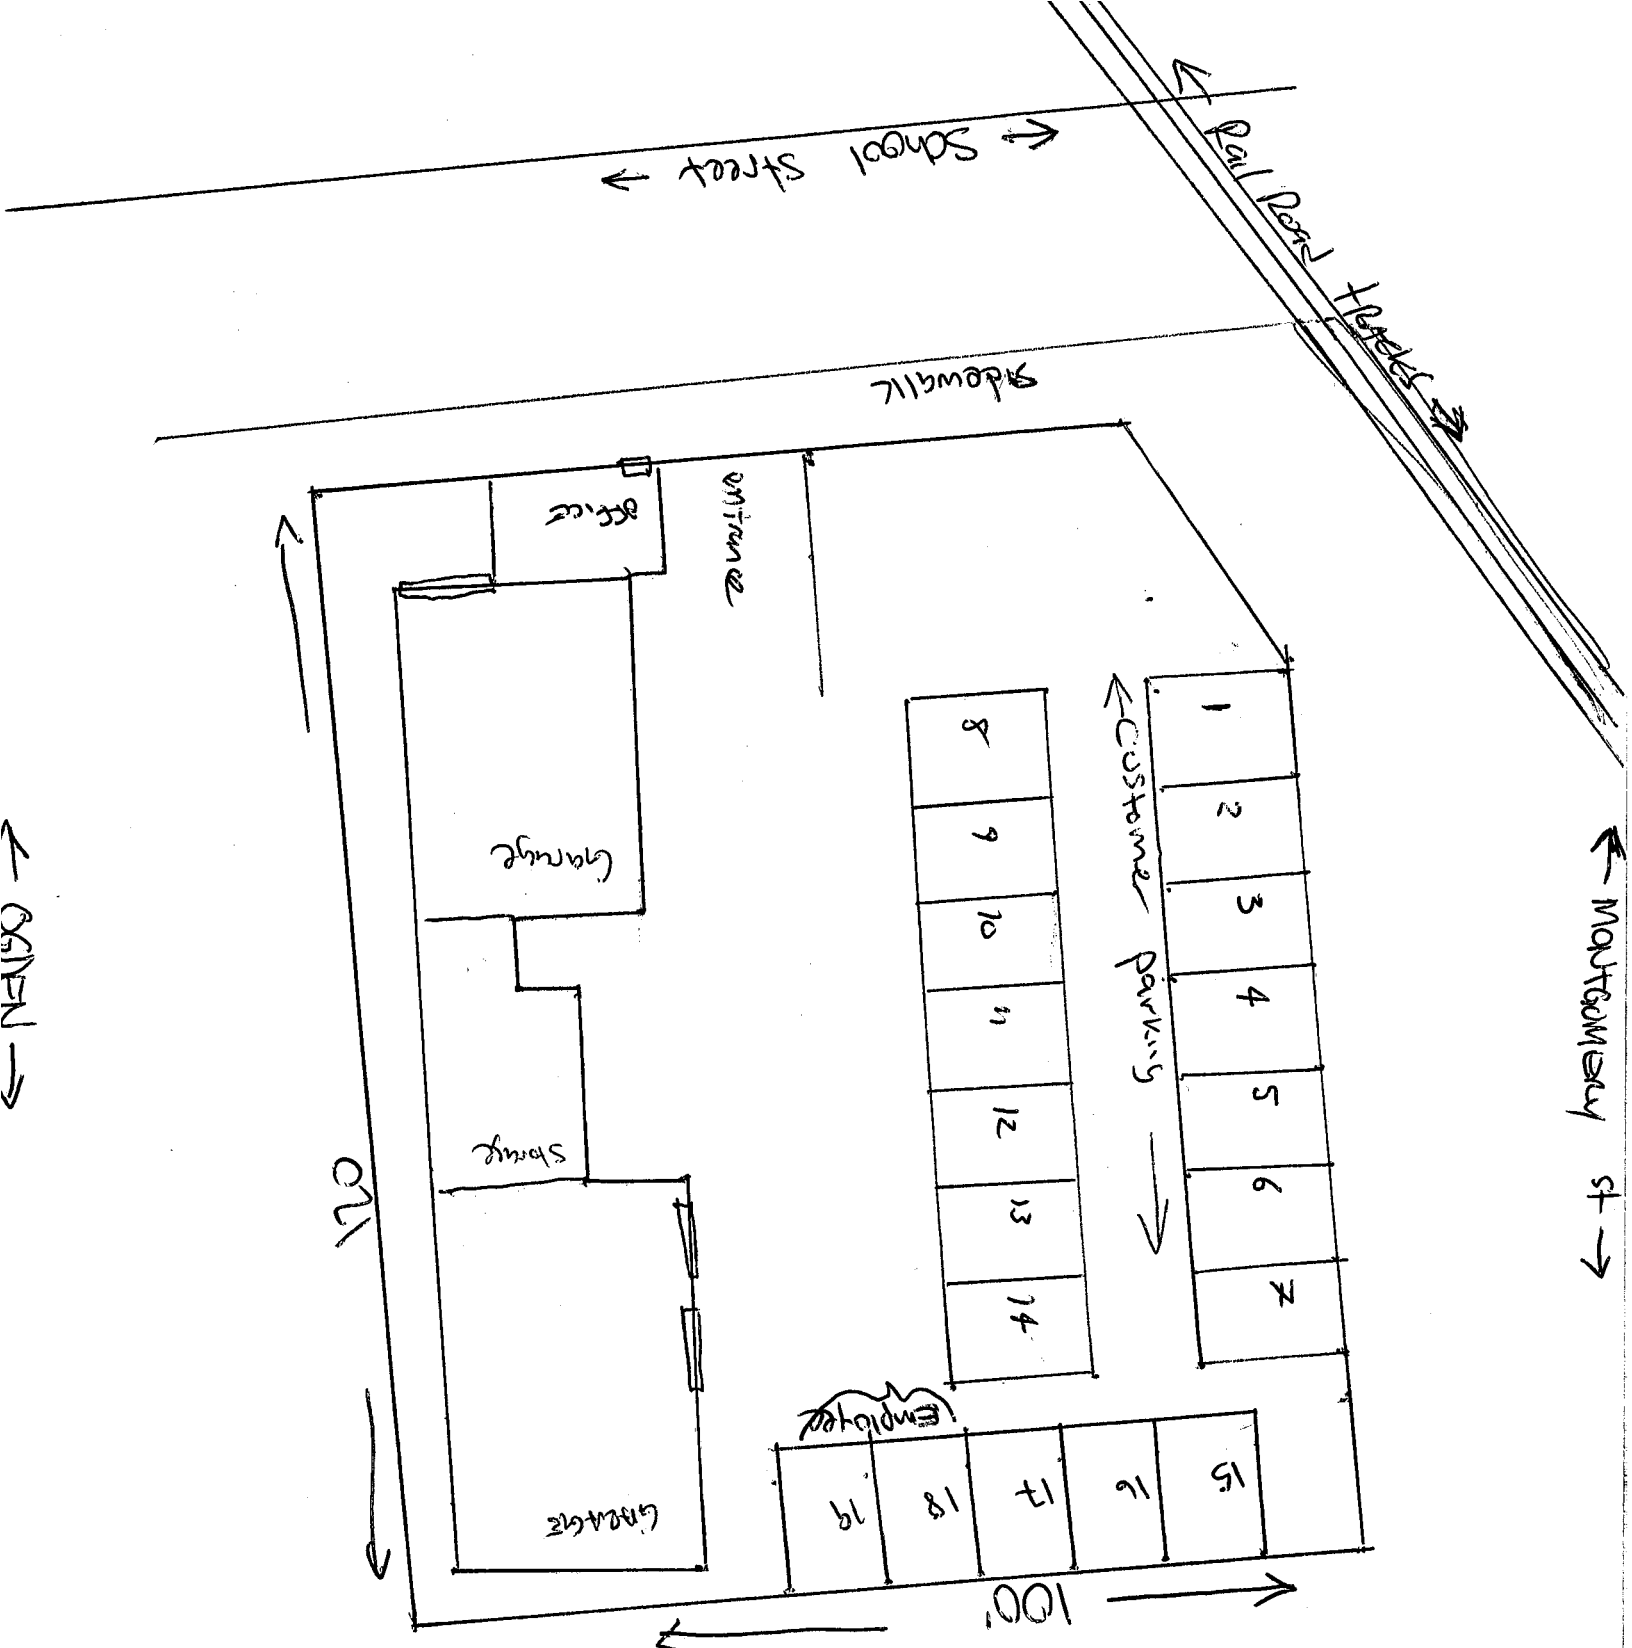 ← School Street →
← Rail Road tracks →
Sidewalk
OFFICE
entrance
Garage
Storage
GARAGE
← Customer parking →
1
2
3
4
5
6
7
8
9
10
11
12
13
14
Employee
15
16
17
18
19
100'
120
← OGDEN →
← MONTGOMERY St →